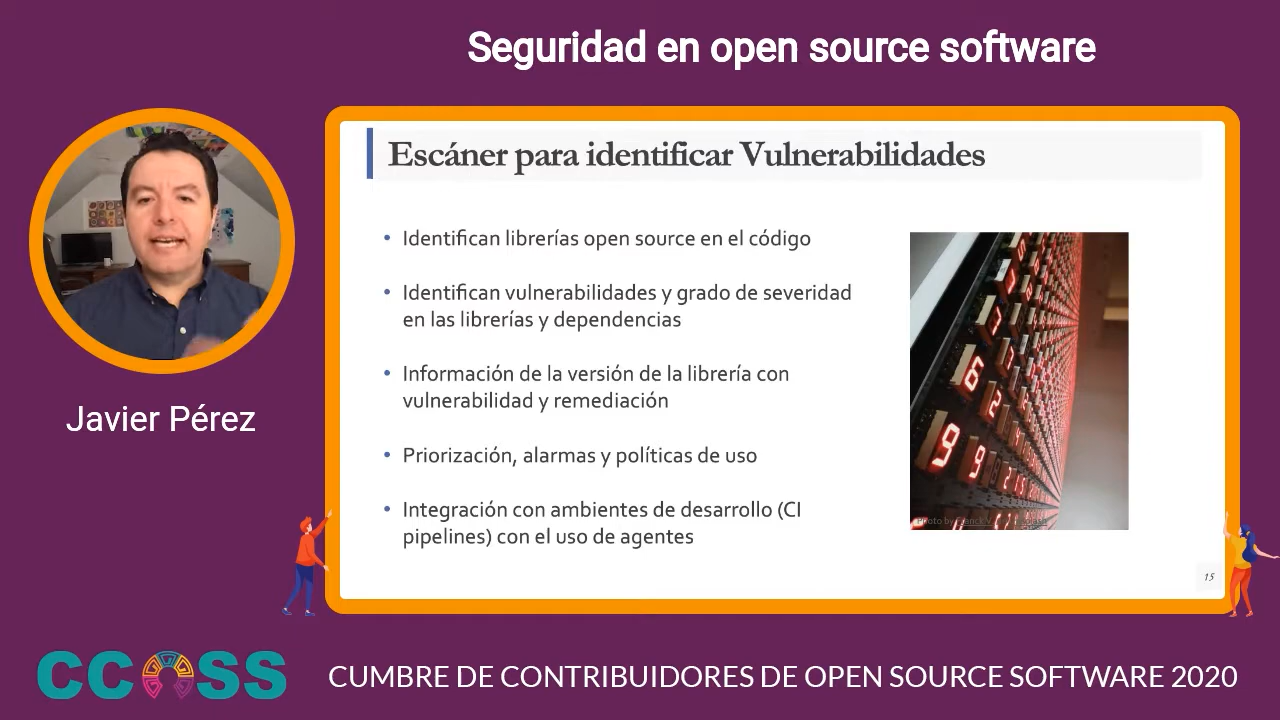 Seguridad en open source software
Escáner para identificar Vulnerabilidades
• Identifican librerías open source en el código
• Identifican vulnerabilidades y grado de severidad
en las librerías y dependencias
• Información de la versión de la librería con
vulnerabilidad y remediación
• Priorización, alarmas y políticas de uso
• Integración con ambientes de desarrollo (CI
pipelines) con el uso de agentes
Photo by
15
Javier Pérez
CCOSS
CUMBRE DE CONTRIBUIDORES DE OPEN SOURCE SOFTWARE 2020